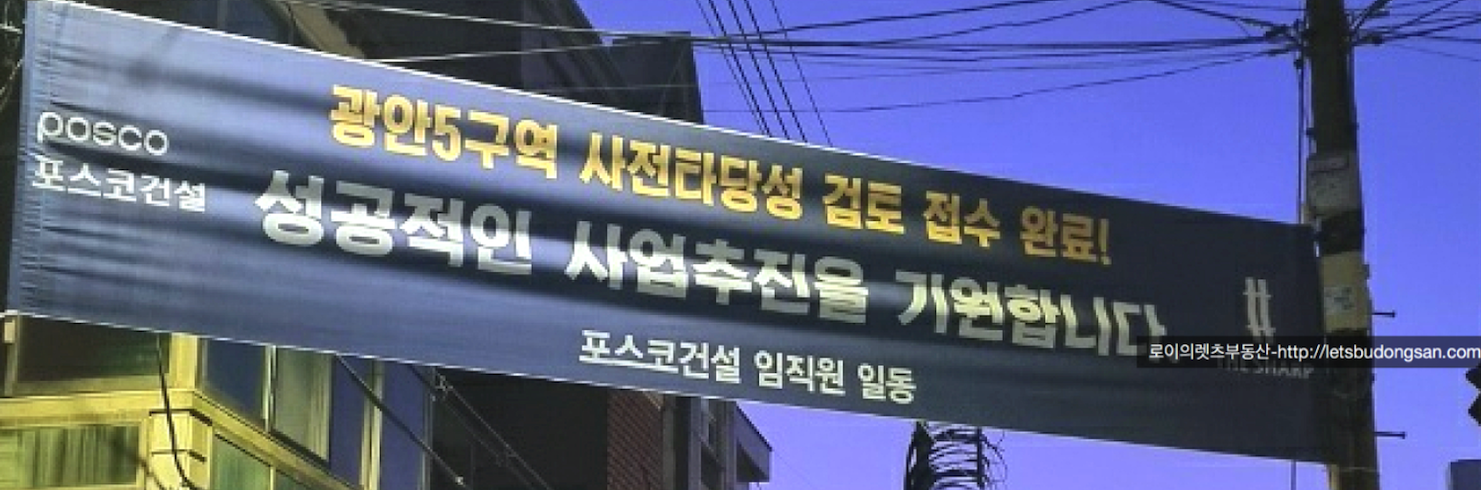 posco
포스코건설
광안5구역 사전타당성 검토 접수 완료!
성공적인 사업추진을 기원합니다
포스코건설 임직원 일동
THE SHARP
로이의렛츠부동산-http://letsbudongsan.com